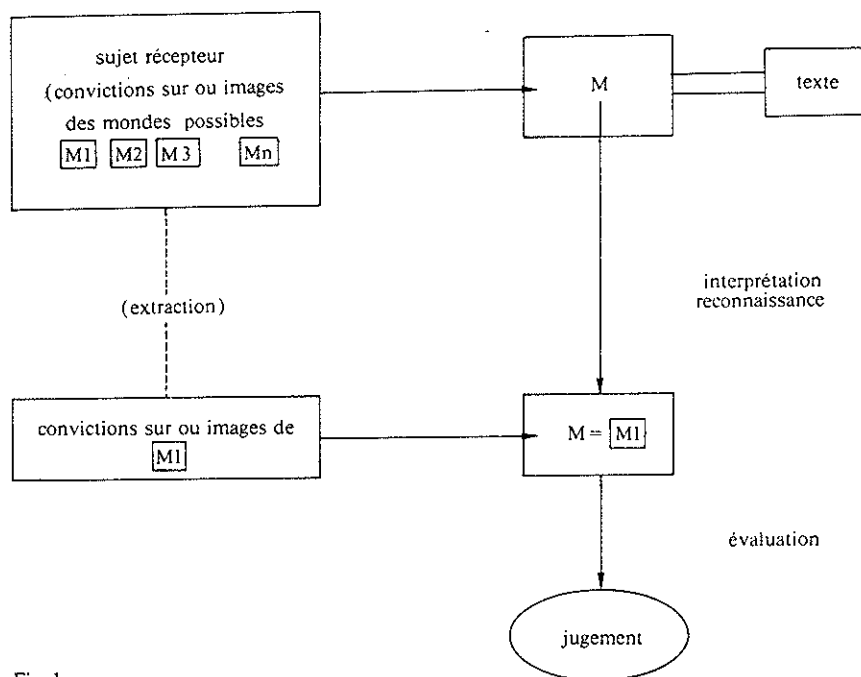 sujet récepteur
(convictions sur ou images
des mondes possibles
M1 M2 M3 Mn
M
texte
(extraction)
interprétation
reconnaissance
convictions sur ou images de
M1
M = M1
évaluation
jugement